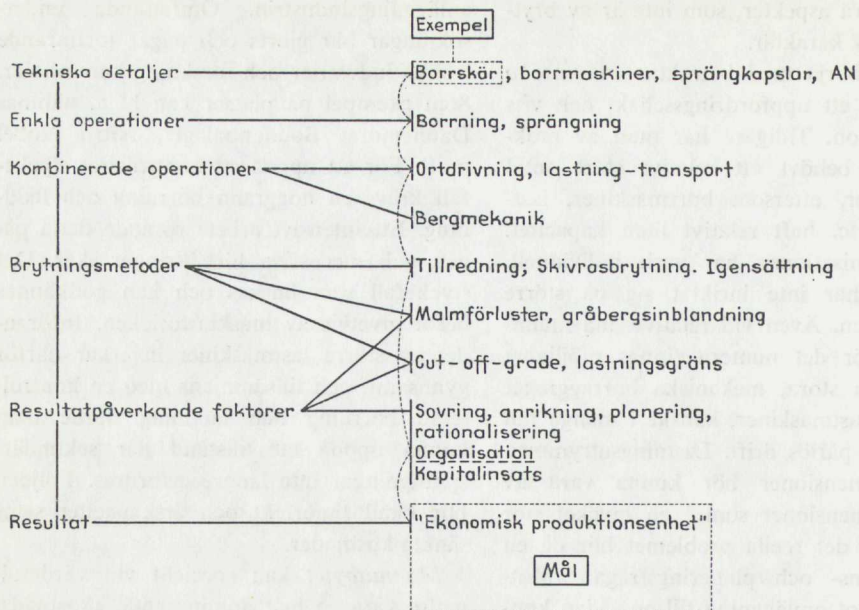 Exempel
Tekniska detaljer Borrskär, borrmaskiner, sprängkapslar, AN
Enkla operationer Borrning, sprängning
Kombinerade operationer Ortdrivning, lastning-transport
Bergmekanik
Brytningsmetoder Tillredning; Skivrasbrytning. Igensättning
Malmförluster, gråbergsinblandning
Cut-off-grade, lastningsgräns
Resultatpåverkande faktorer Sovring, anrikning, planering,
rationalisering
Organisation
Kapitalinsats
Resultat "Ekonomisk produktionsenhet"
Mål